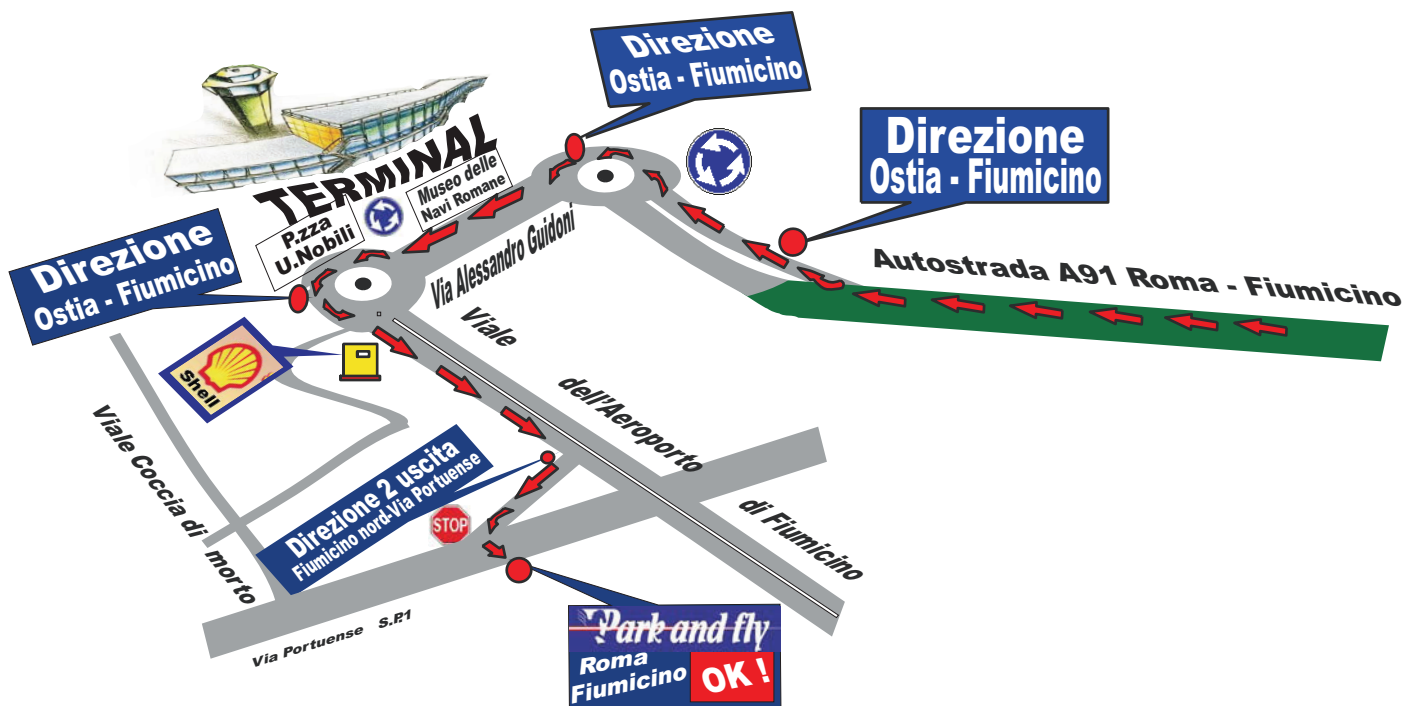 Direzione
Ostia - Fiumicino
Direzione
Ostia - Fiumicino
TERMINAL
Museo delle
Navi Romane
P.zza
U.Nobili
Direzione
Ostia - Fiumicino
Via Alessandro Guidoni
Autostrada A91 Roma - Fiumicino
Viale
dell'Aeroporto
di Fiumicino
Shell
Viale Coccia di morto
Direzione 2 uscita
Fiumicino nord-Via Portuense
STOP
Via Portuense S.P.1
Park and fly
Roma
Fiumicino
OK !